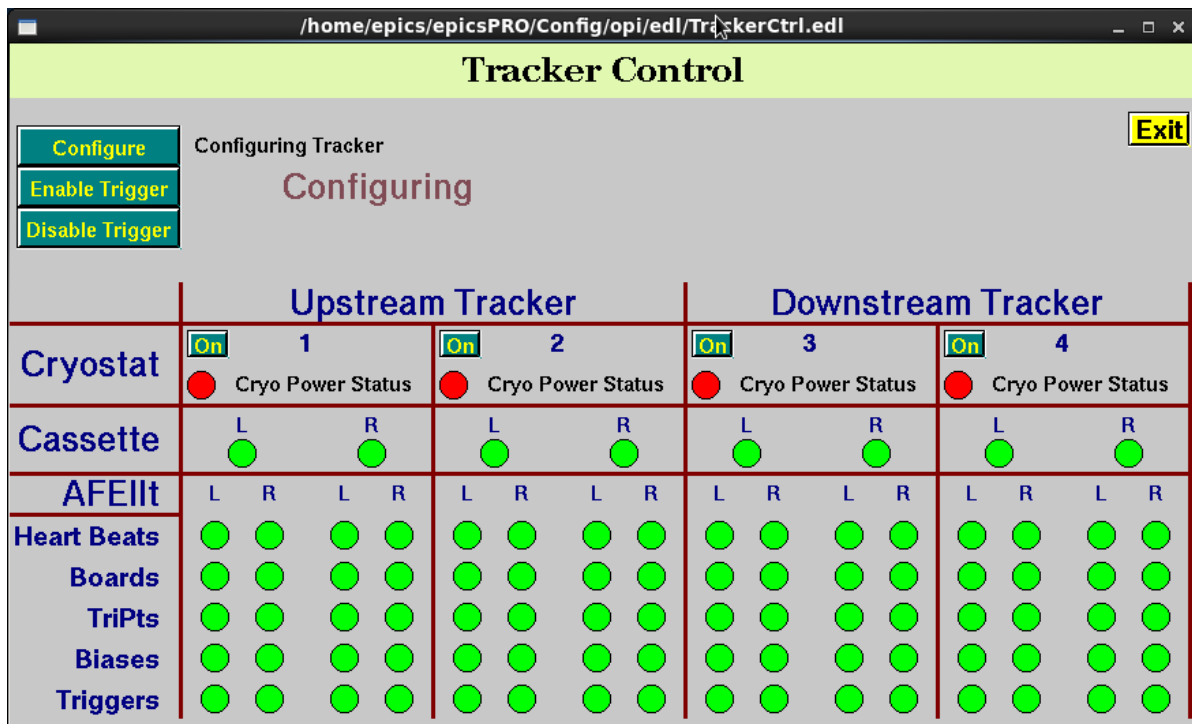 /home/epics/epicsPRO/Config/opi/edl/TrackerCtrl.edl
Tracker Control
Exit
Configure
Configuring Tracker
Enable Trigger
Configuring
Disable Trigger
Upstream Tracker Downstream Tracker
Cryostat
On 1 On 2 On 3 On 4
Cryo Power Status Cryo Power Status Cryo Power Status Cryo Power Status
Cassette
L R L R L R L R
AFEIIt L R L R L R L R L R L R L R L R
Heart Beats
Boards
TriPts
Biases
Triggers